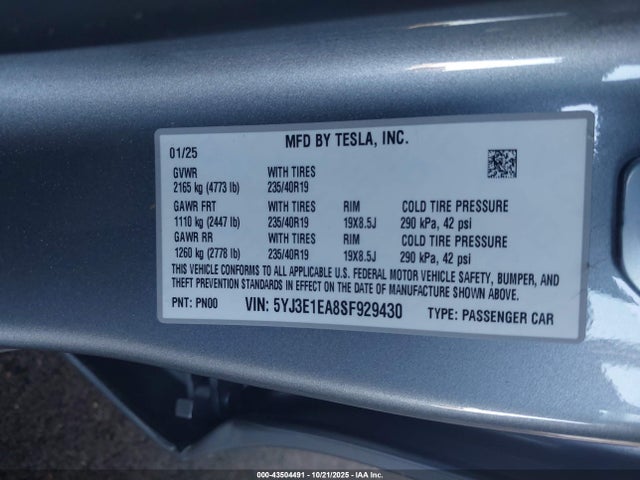 MFD BY TESLA, INC.
01/25
GVWR WITH TIRES
2165 kg (4773 lb) 235/40R19
GAWR FRT WITH TIRES RIM COLD TIRE PRESSURE
1110 kg (2447 lb) 235/40R19 19X8.5J 290 kPa, 42 psi
GAWR RR WITH TIRES RIM COLD TIRE PRESSURE
1260 kg (2778 lb) 235/40R19 19X8.5J 290 kPa, 42 psi
THIS VEHICLE CONFORMS TO ALL APPLICABLE U.S. FEDERAL MOTOR VEHICLE SAFETY, BUMPER, AND
THEFT PREVENTION STANDARDS IN EFFECT ON THE DATE OF MANUFACTURE SHOWN ABOVE.
PNT: PN00 VIN: 5YJ3E1EA8SF929430 TYPE: PASSENGER CAR
000-43504491 - 10/21/2025 - IAAI.COM